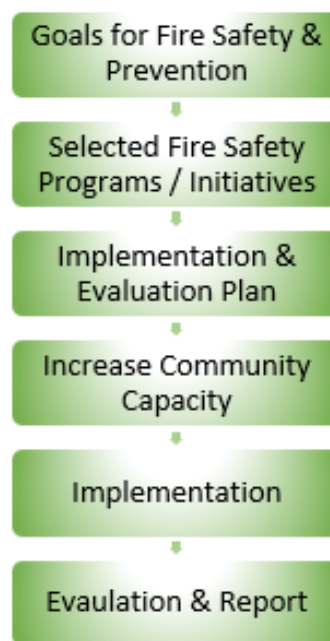 Goals for Fire Safety &
Prevention
Selected Fire Safety
Programs / Initiatives
Implementation &
Evaluation Plan
Increase Community
Capacity
Implementation
Evaulation & Report